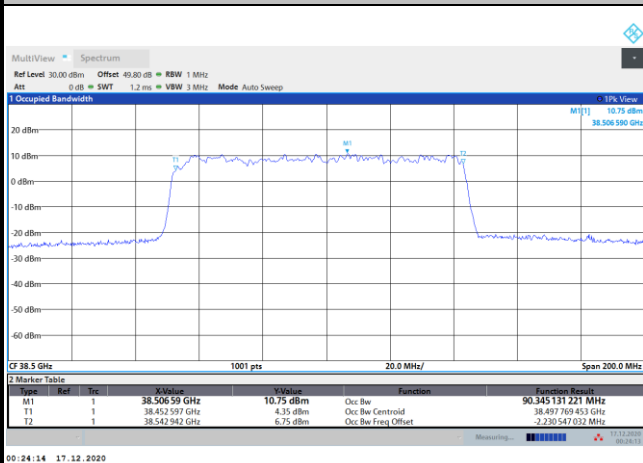 MultiView Spectrum
Ref Level 30.00 dBm Offset 49.80 dB RBW 1 MHz
Att 0 dB SWT 1.2 ms VBW 3 MHz Mode Auto Sweep
1 Occupied Bandwidth 1Pk View
M1[1] 10.75 dBm
38.506 590 GHz
20 dBm
M1
10 dBm
T1
T2
0 dBm
-10 dBm
-20 dBm
-30 dBm
-40 dBm
-50 dBm
-60 dBm
CF 38.5 GHz 1001 pts 20.0 MHz/ Span 200.0 MHz
2 Marker Table
Type Ref Trc X-Value Y-Value Function Function Result
M1 1 38.50659 GHz 10.75 dBm Occ Bw 90.345 131 221 MHz
T1 1 38.452 597 GHz 4.35 dBm Occ Bw Centroid 38.497 769 453 GHz
T2 1 38.542 942 GHz 6.75 dBm Occ Bw Freq Offset -2.230 547 032 MHz
Measuring... 17.12.2020
00:24:13
00:24:14 17.12.2020